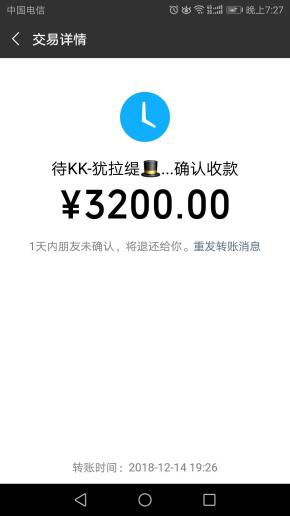 中国电信 晚上7:27
交易详情
待KK-犹拉缇🎩...确认收款
¥3200.00
1天内朋友未确认，将退还给你。重发转账消息
转账时间：2018-12-14 19:26